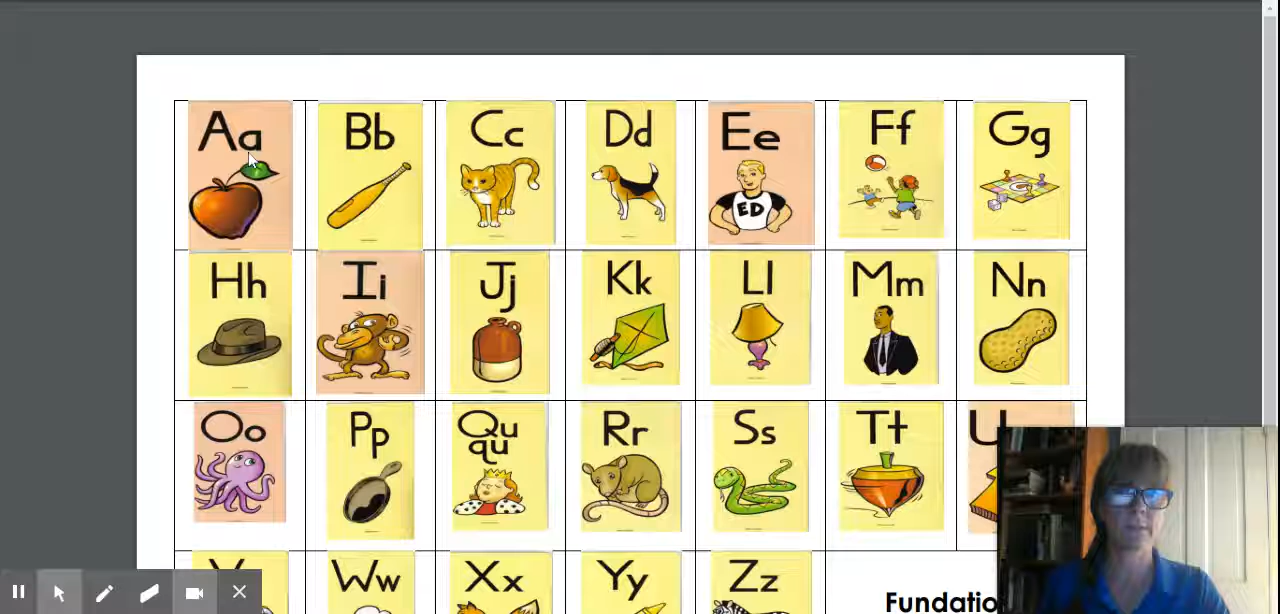 Aa Bb Cc Dd Ee Ff Gg
ED
Hh Ii Jj Kk Ll Mm Nn
Oo Pp Qu Rr Ss Tt U
qu
Ww Xx Yy Zz
Fundatio